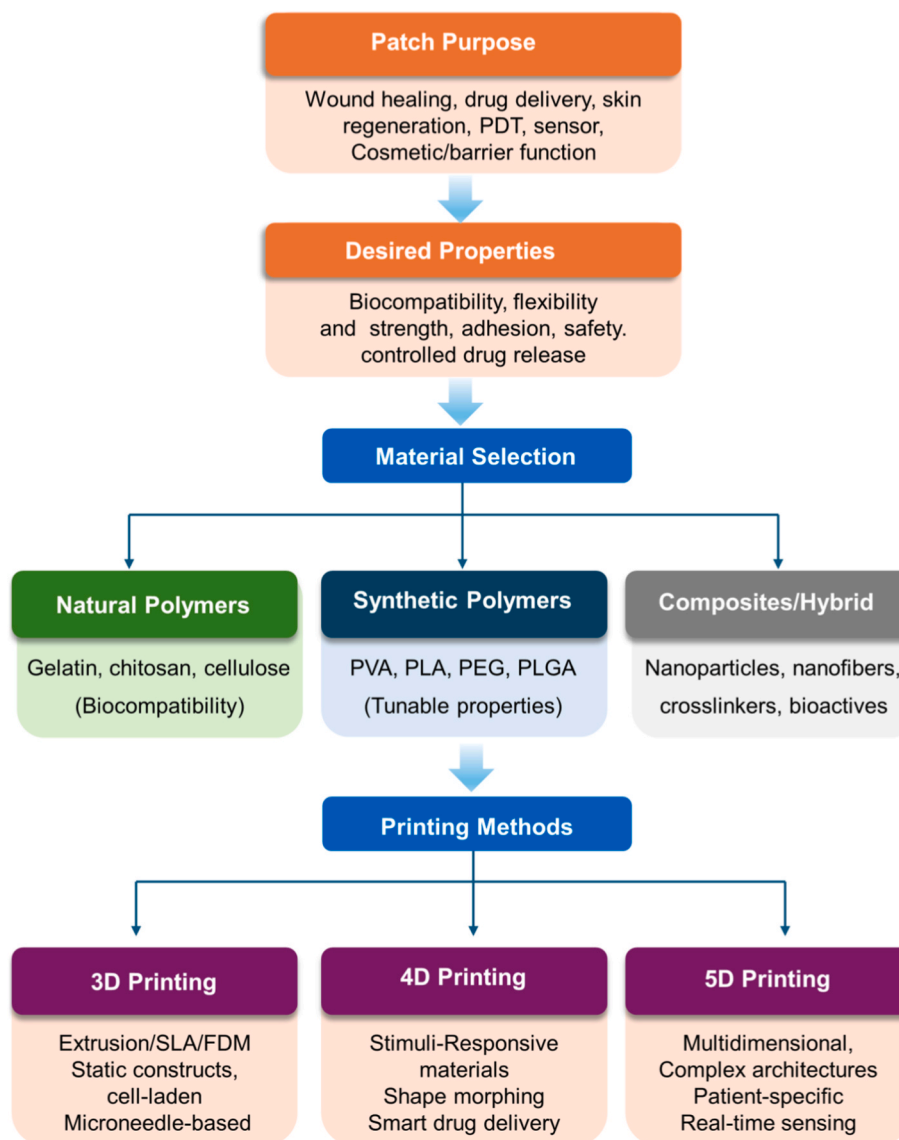 Patch Purpose
Wound healing, drug delivery, skin
regeneration, PDT, sensor,
Cosmetic/barrier function
Desired Properties
Biocompatibility, flexibility
and strength, adhesion, safety.
controlled drug release
Material Selection
Natural Polymers
Gelatin, chitosan, cellulose
(Biocompatibility)
Synthetic Polymers
PVA, PLA, PEG, PLGA
(Tunable properties)
Composites/Hybrid
Nanoparticles, nanofibers,
crosslinkers, bioactives
Printing Methods
3D Printing
Extrusion/SLA/FDM
Static constructs,
cell-laden
Microneedle-based
4D Printing
Stimuli-Responsive
materials
Shape morphing
Smart drug delivery
5D Printing
Multidimensional,
Complex architectures
Patient-specific
Real-time sensing